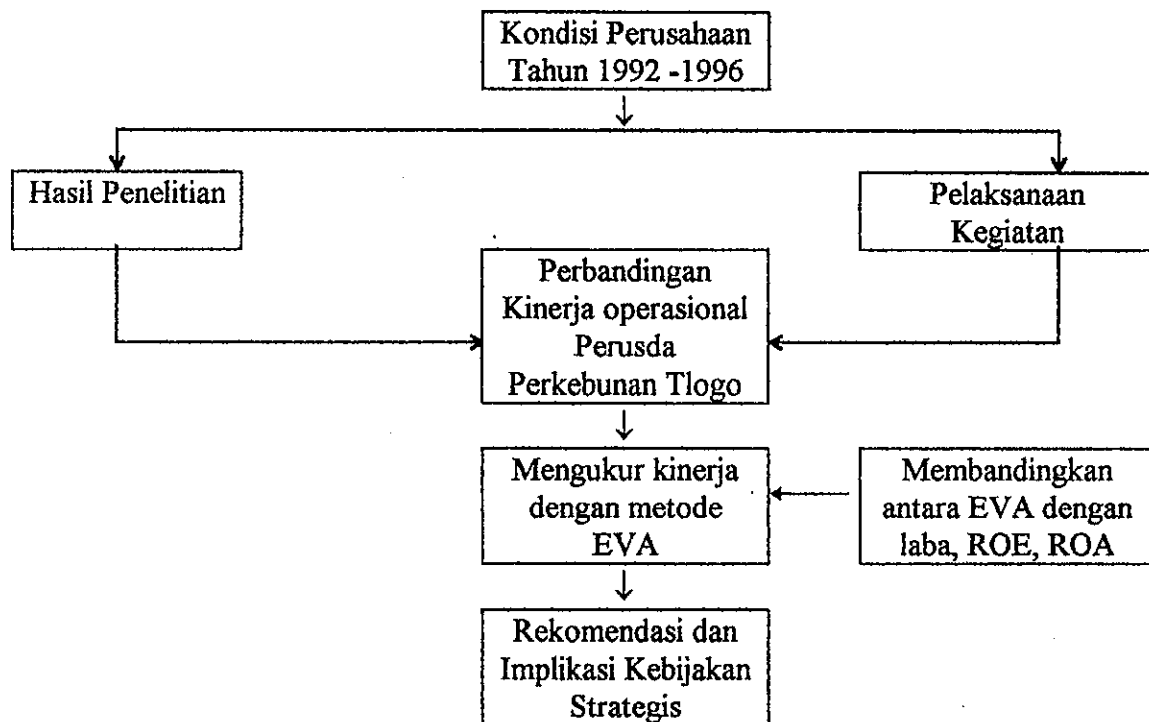 Kondisi Perusahaan
Tahun 1992 -1996
Hasil Penelitian
Pelaksanaan
Kegiatan
Perbandingan
Kinerja operasional
Perusda
Perkebunan Tlogo
Mengukur kinerja
dengan metode
EVA
Membandingkan
antara EVA dengan
laba, ROE, ROA
Rekomendasi dan
Implikasi Kebijakan
Strategis